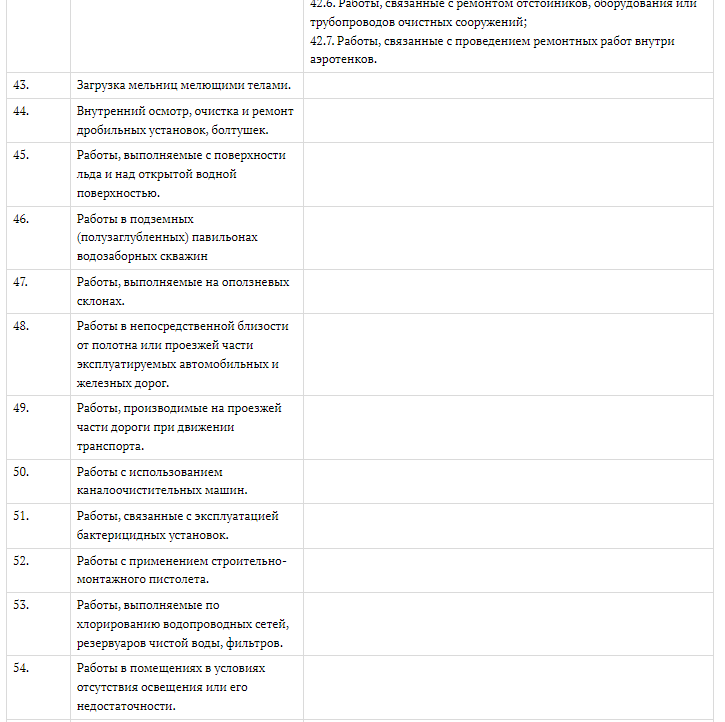 42.6. Работы, связанные с ремонтом отстойников, оборудования или
трубопроводов очистных сооружений;
42.7. Работы, связанные с проведением ремонтных работ внутри
аэротенков.
43. Загрузка мельниц мелющими телами.
44. Внутренний осмотр, очистка и ремонт
дробильных установок, болтушек.
45. Работы, выполняемые с поверхности
льда и над открытой водной
поверхностью.
46. Работы в подземных
(полузаглубленных) павильонах
водозаборных скважин
47. Работы, выполняемые на оползневых
склонах.
48. Работы в непосредственной близости
от полотна или проезжей части
эксплуатируемых автомобильных и
железных дорог.
49. Работы, производимые на проезжей
части дороги при движении
транспорта.
50. Работы с использованием
каналоочистительных машин.
51. Работы, связанные с эксплуатацией
бактерицидных установок.
52. Работы с применением строительно-
монтажного пистолета.
53. Работы, выполняемые по
хлорированию водопроводных сетей,
резервуаров чистой воды, фильтров.
54. Работы в помещениях в условиях
отсутствия освещения или его
недостаточности.